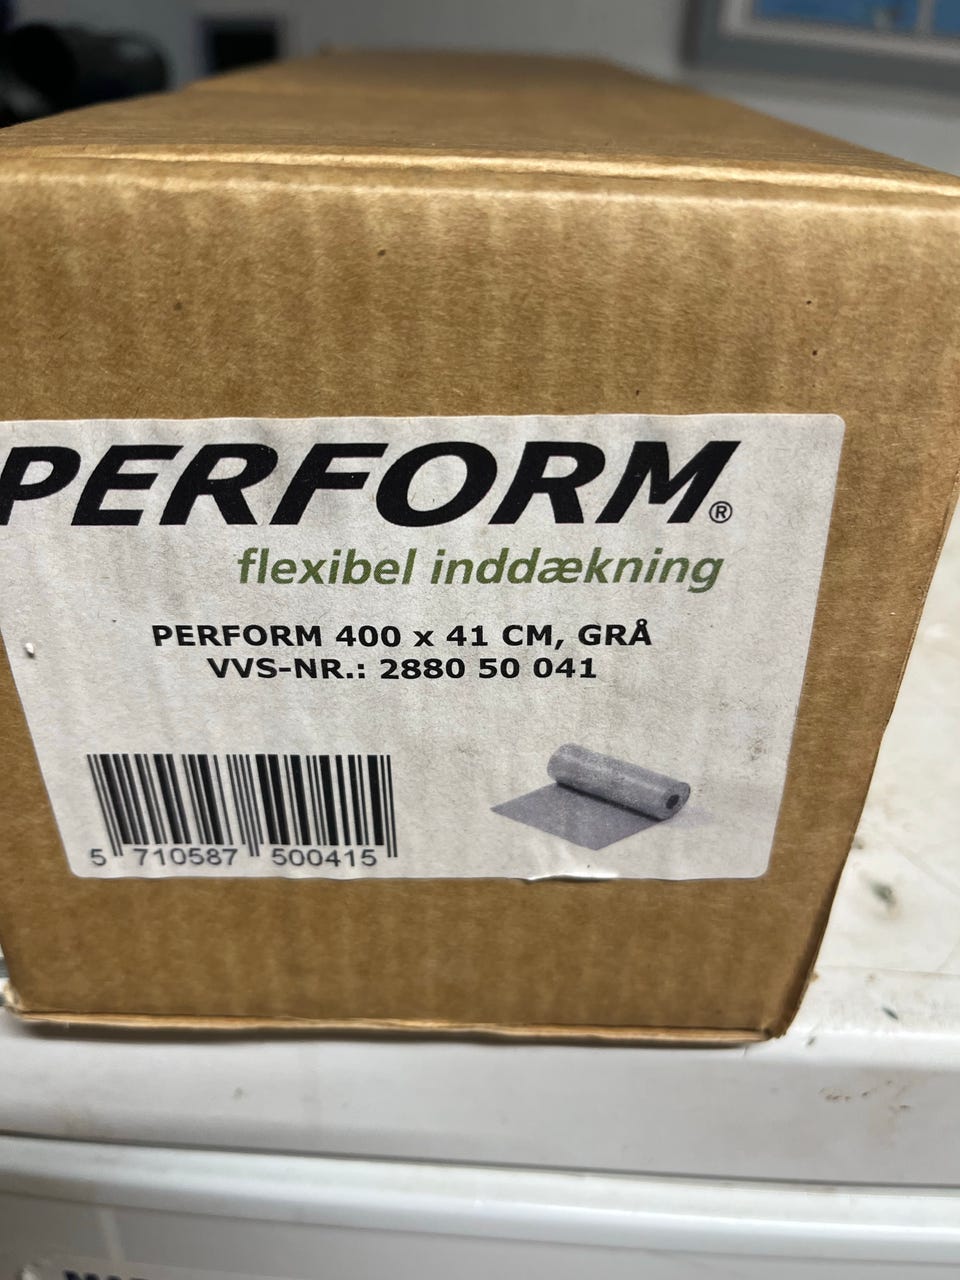 PERFORM®
flexibel inddækning
PERFORM 400 x 41 CM, GRÅ
VVS-NR.: 2880 50 041
5 710587 500415